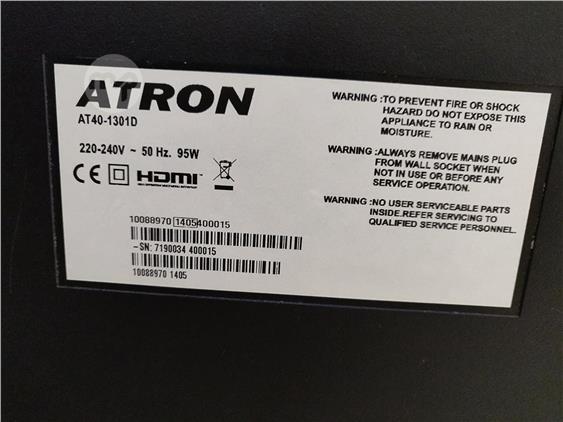 ATRON
AT40-1301D
220-240V ~ 50 Hz. 95W
CE HDMI
10088970 1405 400015
-SN: 7190034 400015
10088970 1405
WARNING :TO PREVENT FIRE OR SHOCK
HAZARD DO NOT EXPOSE THIS
APPLIANCE TO RAIN OR
MOISTURE.
WARNING :ALWAYS REMOVE MAINS PLUG
FROM WALL SOCKET WHEN
NOT IN USE OR BEFORE ANY
SERVICE OPERATION.
WARNING :NO USER SERVICEABLE PARTS
INSIDE.REFER SERVICING TO
QUALIFIED SERVICE PERSONNEL.